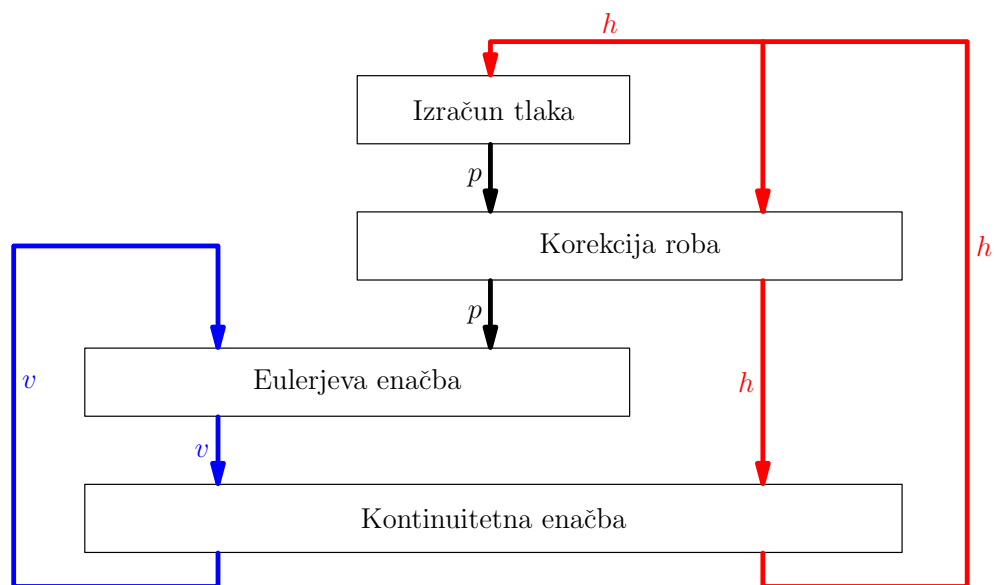 h
Izračun tlaka
p
Korekcija roba
h
p
Eulerjeva enačba
v
h
v
Kontinuitetna enačba